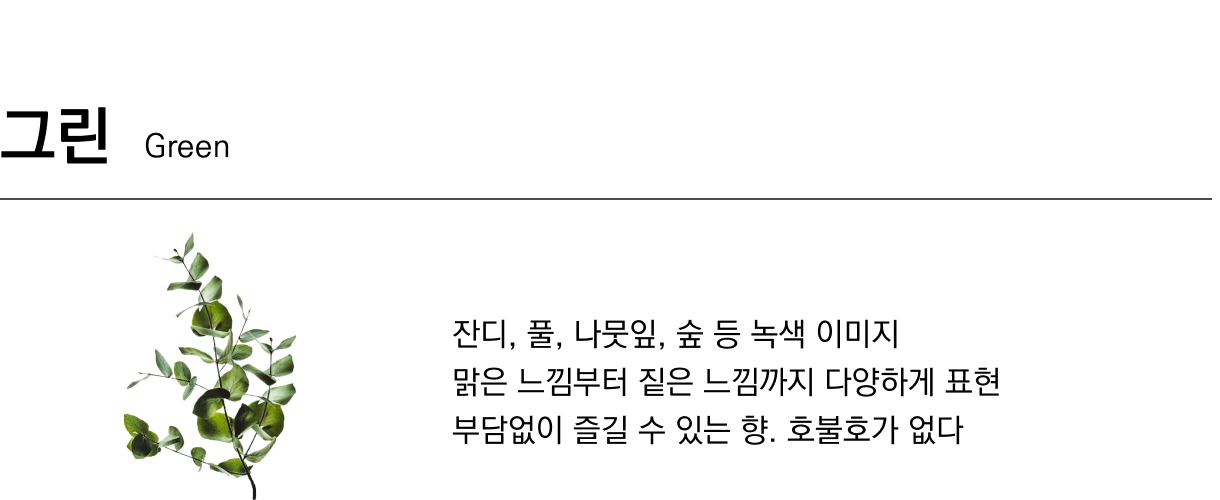 그린 Green
잔디, 풀, 나뭇잎, 숲 등 녹색 이미지
맑은 느낌부터 짙은 느낌까지 다양하게 표현
부담없이 즐길 수 있는 향. 호불호가 없다